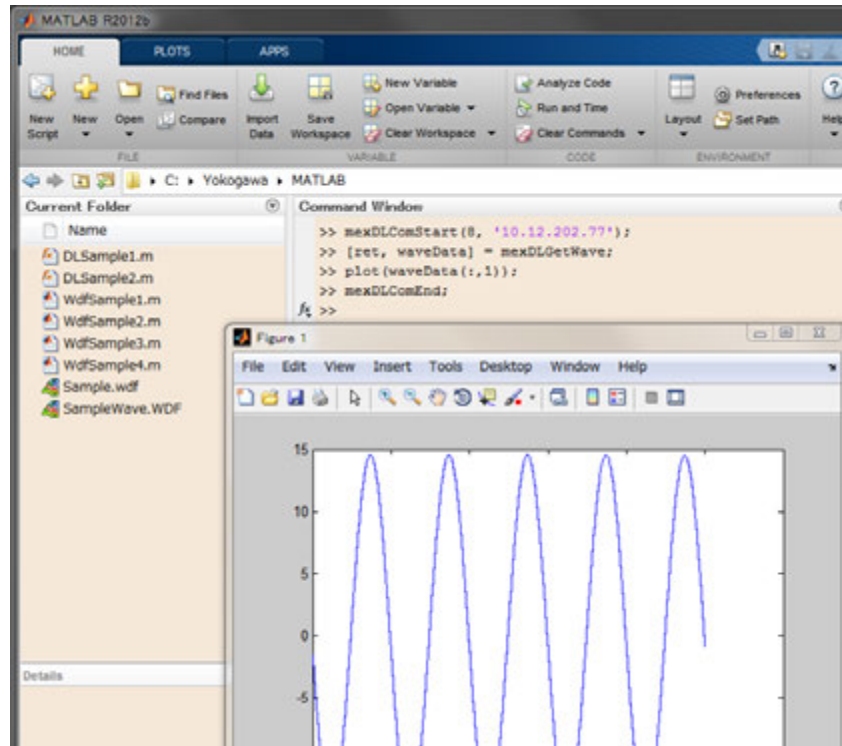 MATLAB R2012b
HOME PLOTS APPS
New Script
New
Open
Find Files
Compare
Import Data
Save Workspace
New Variable
Open Variable
Clear Workspace
Analyze Code
Run and Time
Clear Commands
Layout
Preferences
Set Path
Help
FILE VARIABLE CODE ENVIRONMENT
C: Yokogawa MATLAB
Current Folder
Name
DLSample1.m
DLSample2.m
WdfSample1.m
WdfSample2.m
WdfSample3.m
WdfSample4.m
Sample.wdf
SampleWave.WDF
Details
Command Window
>> mexDLComStart(8, '10.12.202.77');
>> [ret, waveData] = mexDLGetWave;
>> plot(waveData(:,1));
>> mexDLComEnd;
fx >>
Figure 1
File Edit View Insert Tools Desktop Window Help
15
10
5
0
-5